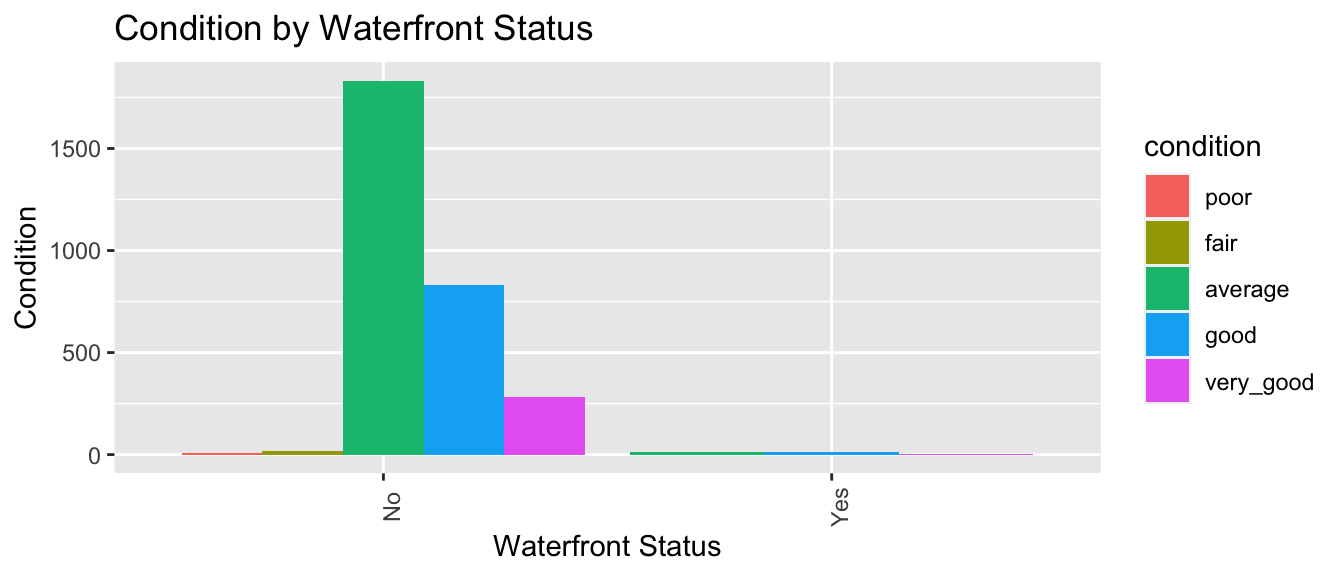 Condition by Waterfront Status
Condition
1500
1000
500
0
No
Yes
Waterfront Status
condition
poor
fair
average
good
very_good